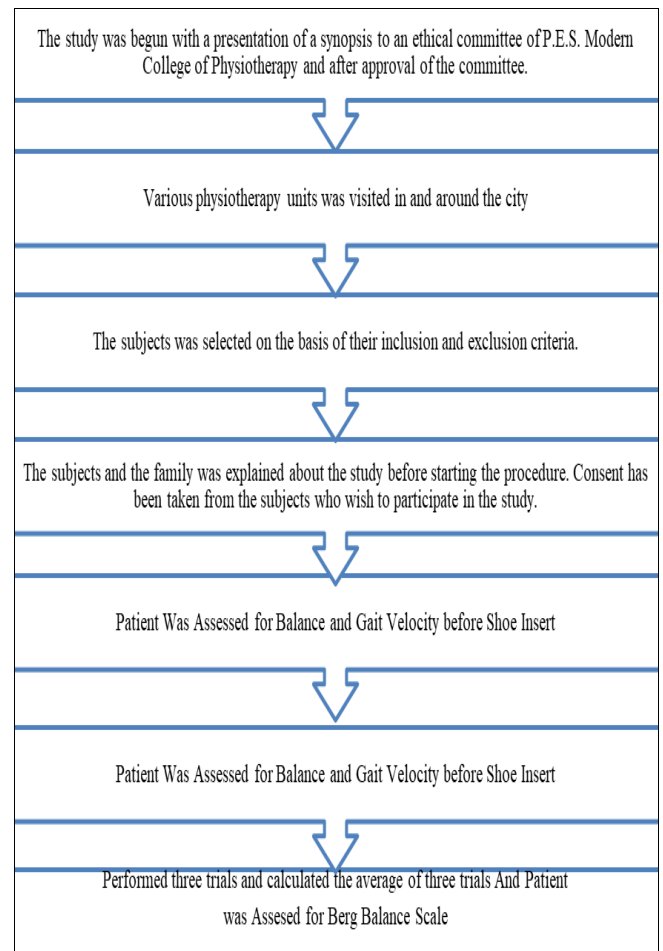 The study was begun with a presentation of a synopsis to an ethical committee of P.E.S. Modern
College of Physiotherapy and after approval of the committee.
Various physiotherapy units was visited in and around the city
The subjects was selected on the basis of their inclusion and exclusion criteria.
The subjects and the family was explained about the study before starting the procedure. Consent has
been taken from the subjects who wish to participate in the study.
Patient Was Assessed for Balance and Gait Velocity before Shoe Insert
Patient Was Assessed for Balance and Gait Velocity before Shoe Insert
Performed three trials and calculated the average of three trials And Patient
was Assesed for Berg Balance Scale